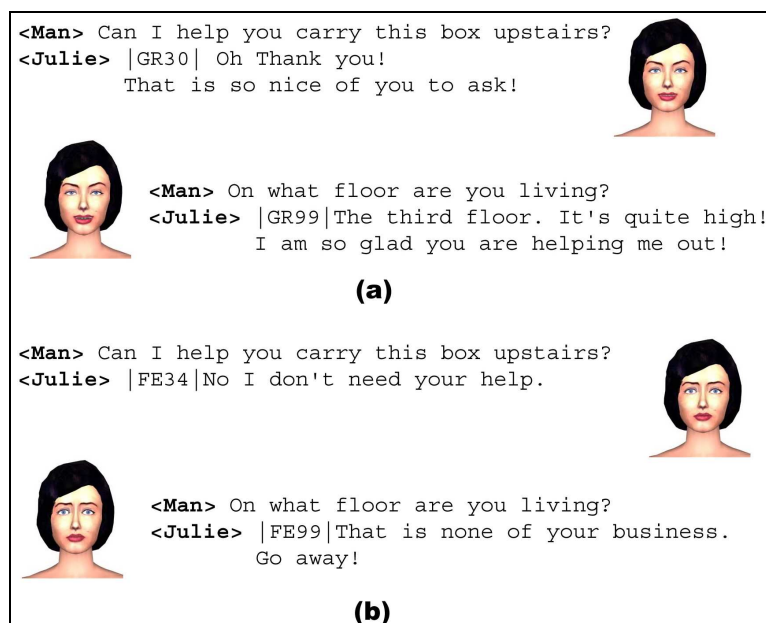 <Man> Can I help you carry this box upstairs?
<Julie> |GR30| Oh Thank you!
That is so nice of you to ask!
<Man> On what floor are you living?
<Julie> |GR99|The third floor. It's quite high!
I am so glad you are helping me out!
(a)
<Man> Can I help you carry this box upstairs?
<Julie> |FE34|No I don't need your help.
<Man> On what floor are you living?
<Julie> |FE99|That is none of your business.
Go away!
(b)